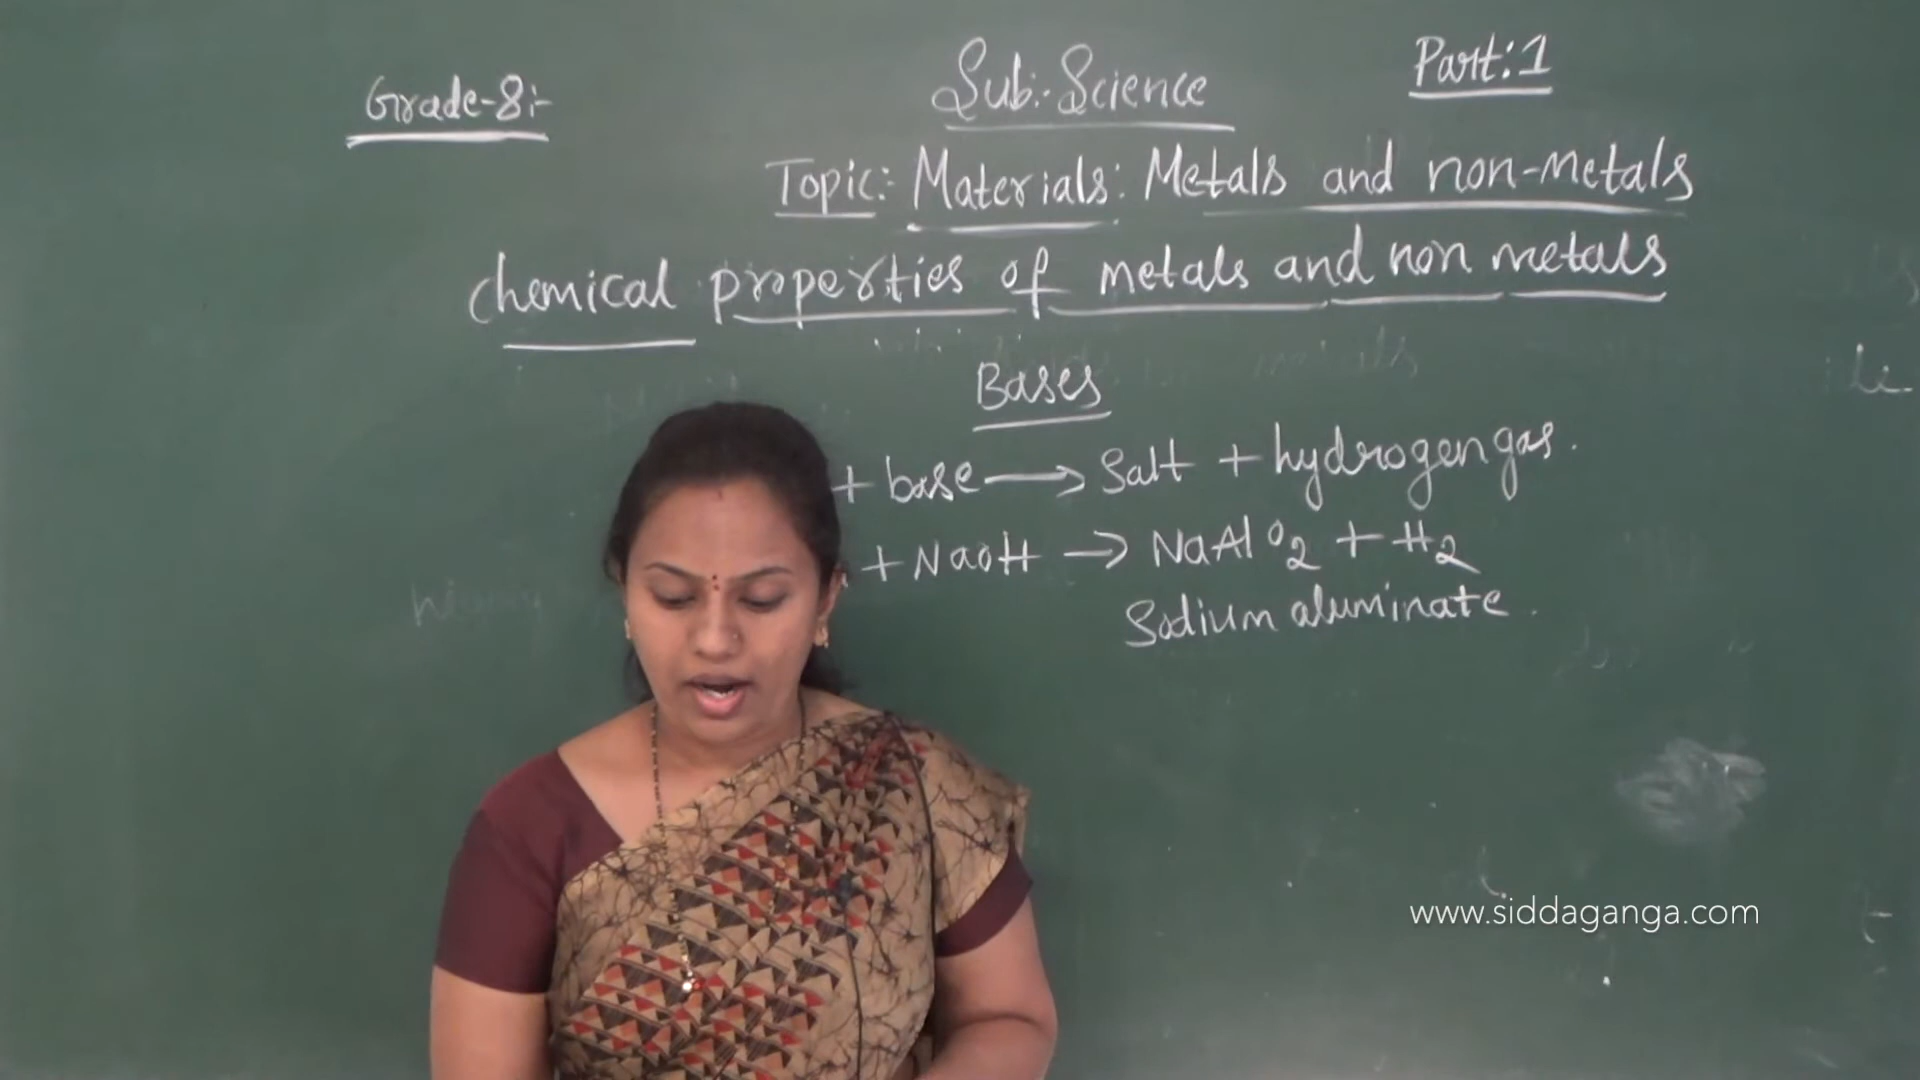 Grade-8:-
Sub:-Science
Part:1
Topic:- Materials: Metals and non-metals
chemical properties of metals and non metals
Bases
+ base → Salt + hydrogen gas.
+ NaOH → NaAlO2 + H2
Sodium aluminate.
www.siddaganga.com